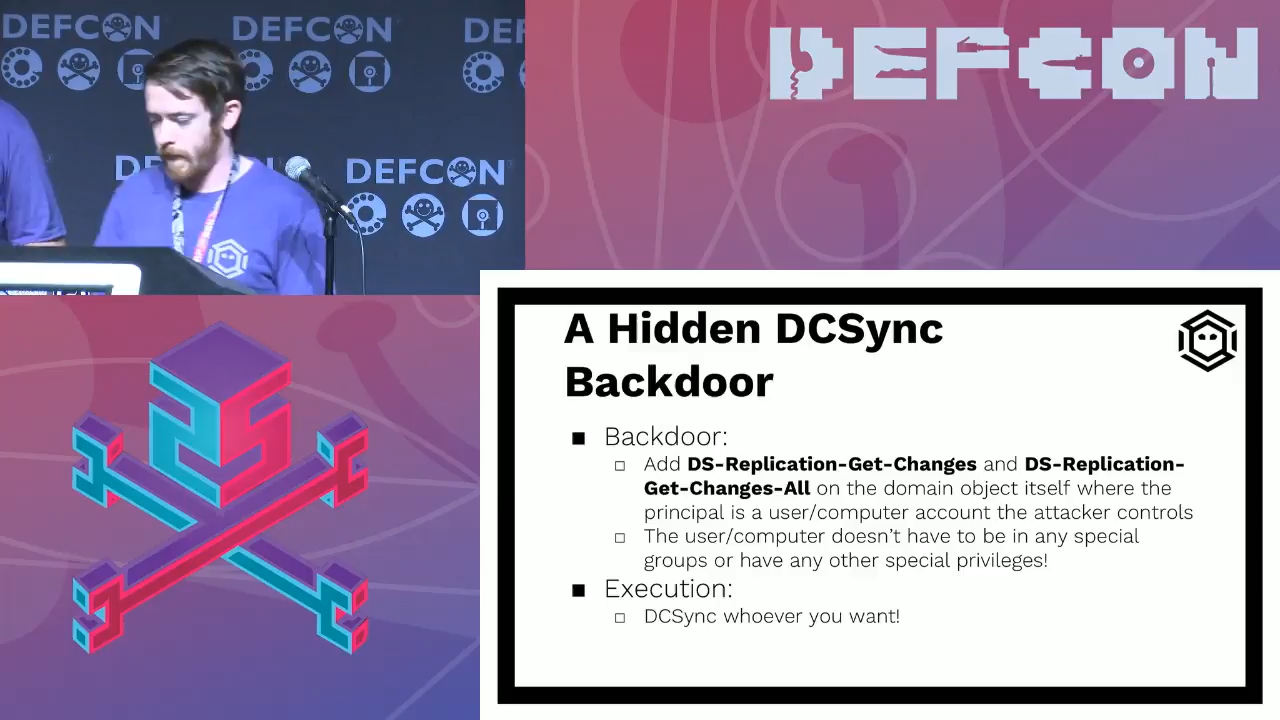 DEFCON
DEFCON
DEF
DEFCON
DE
DEFCON
A Hidden DCSync
Backdoor
Backdoor:
Add DS-Replication-Get-Changes and DS-Replication-
Get-Changes-All on the domain object itself where the
principal is a user/computer account the attacker controls
The user/computer doesn't have to be in any special
groups or have any other special privileges!
Execution:
DCSync whoever you want!